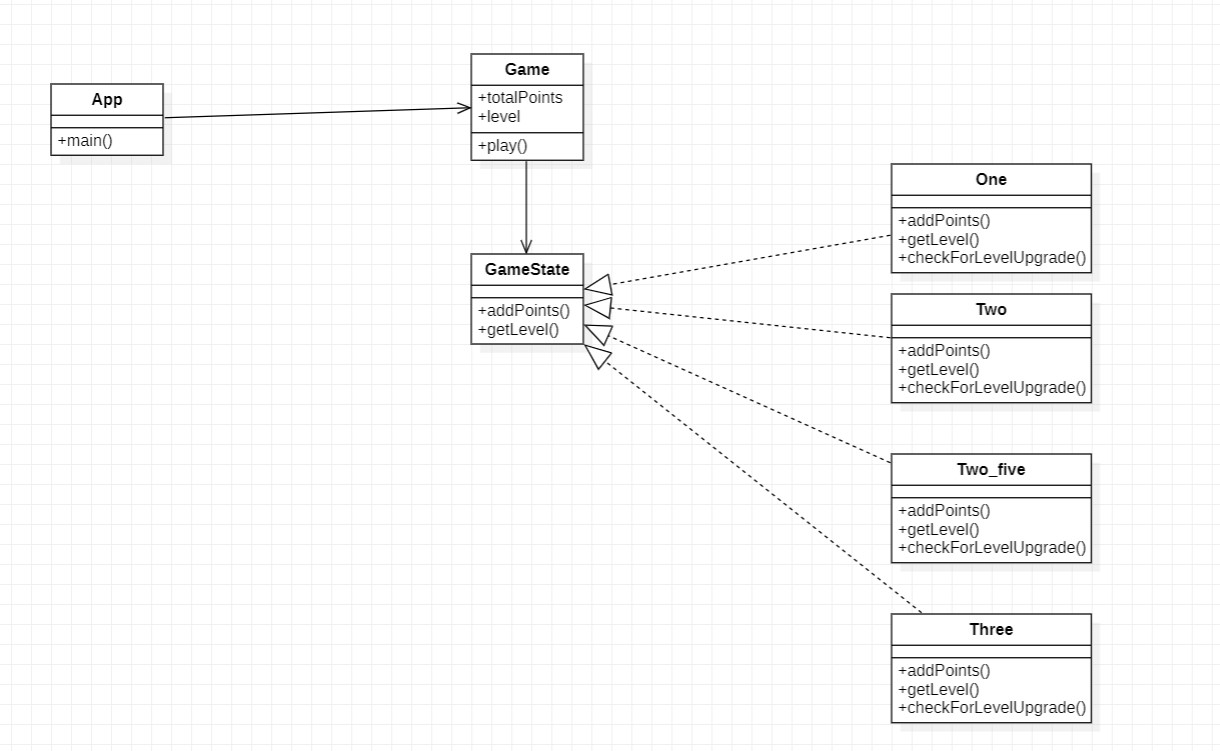 App
+main()
Game
+totalPoints
+level
+play()
GameState
+addPoints()
+getLevel()
One
+addPoints()
+getLevel()
+checkForLevelUpgrade()
Two
+addPoints()
+getLevel()
+checkForLevelUpgrade()
Two_five
+addPoints()
+getLevel()
+checkForLevelUpgrade()
Three
+addPoints()
+getLevel()
+checkForLevelUpgrade()